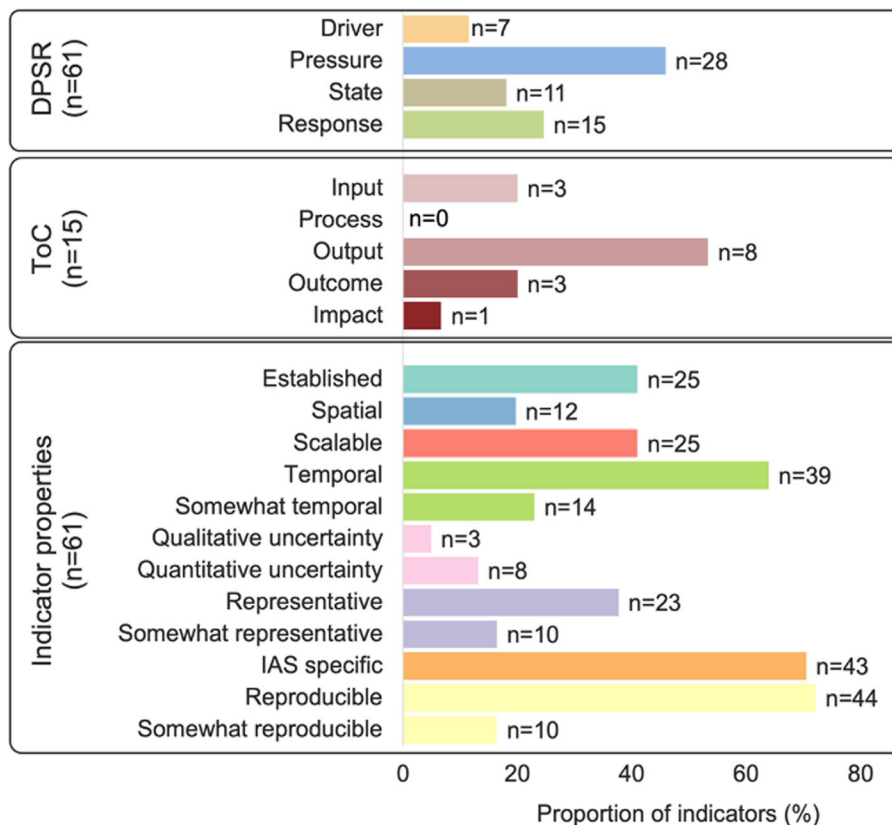 DPSR
(n=61)
Driver n=7
Pressure n=28
State n=11
Response n=15
ToC
(n=15)
Input n=3
Process n=0
Output n=8
Outcome n=3
Impact n=1
Indicator properties
(n=61)
Established n=25
Spatial n=12
Scalable n=25
Temporal n=39
Somewhat temporal n=14
Qualitative uncertainty n=3
Quantitative uncertainty n=8
Representative n=23
Somewhat representative n=10
IAS specific n=43
Reproducible n=44
Somewhat reproducible n=10
0 20 40 60 80
Proportion of indicators (%)